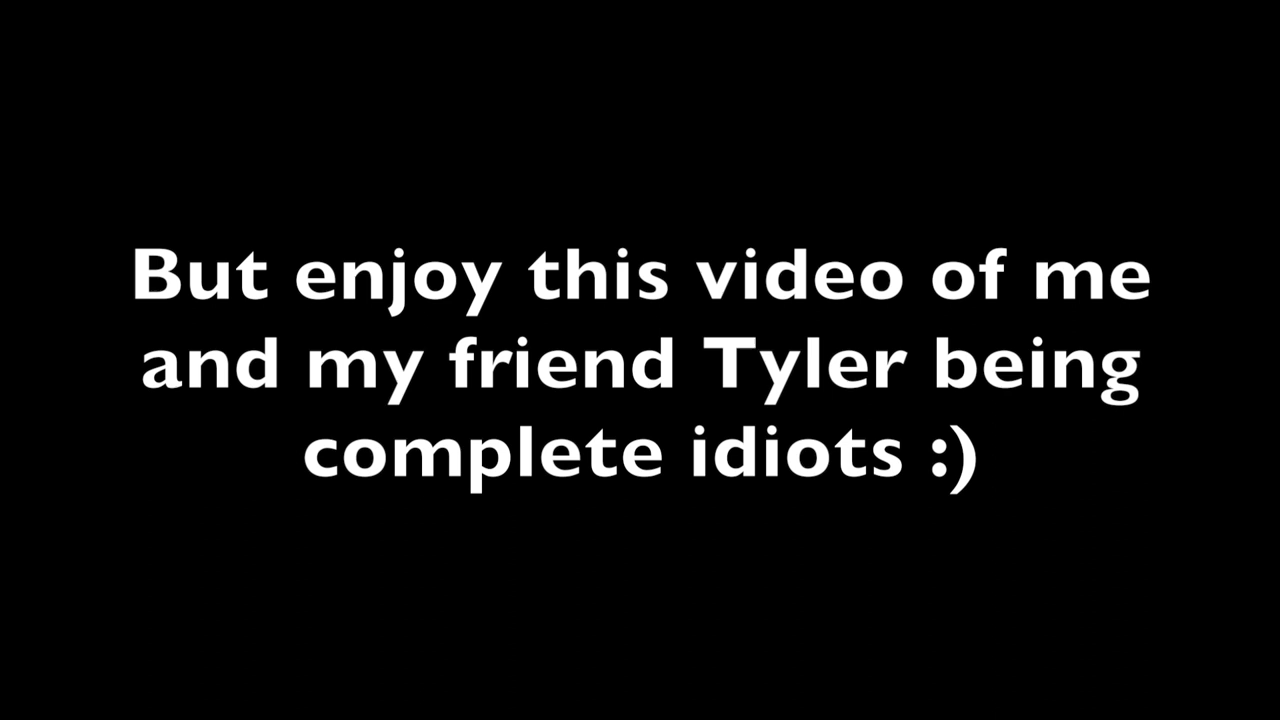 But enjoy this video of me
and my friend Tyler being
complete idiots :)